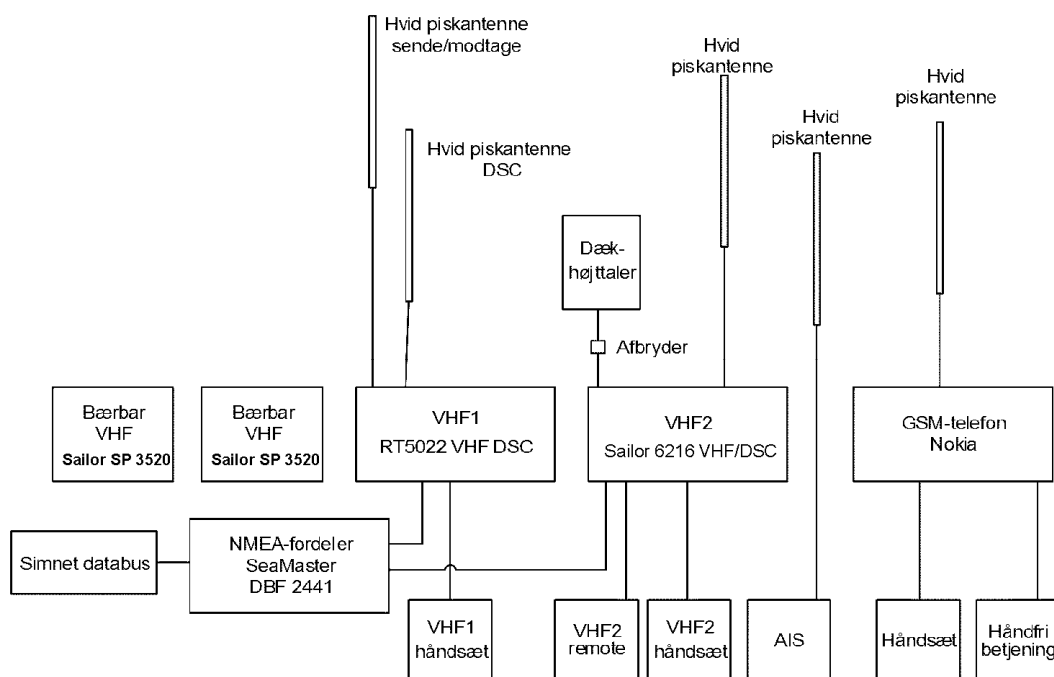 Hvid piskantenne
sende/modtage
Hvid piskantenne
DSC
Hvid
piskantenne
Hvid
piskantenne
Hvid
piskantenne
Dæk-
højttaler
Afbryder
Bærbar
VHF
Sailor SP 3520
Bærbar
VHF
Sailor SP 3520
VHF1
RT5022 VHF DSC
VHF2
Sailor 6216 VHF/DSC
GSM-telefon
Nokia
Simnet databus
NMEA-fordeler
SeaMaster
DBF 2441
VHF1
håndsæt
VHF2
remote
VHF2
håndsæt
AIS
Håndsæt
Håndfri
betjening